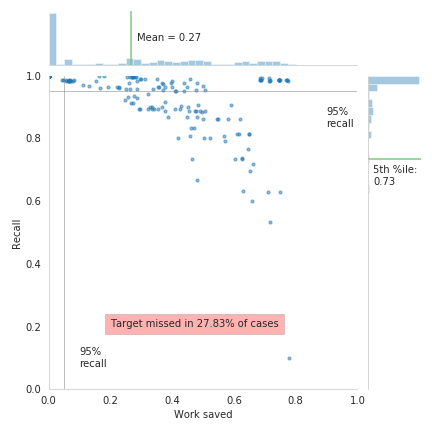 Mean = 0.27
1.0
0.8
0.6
0.4
0.2
0.0
Recall
95%
recall
5th %ile:
0.73
Target missed in 27.83% of cases
95%
recall
0.0 0.2 0.4 0.6 0.8 1.0
Work saved